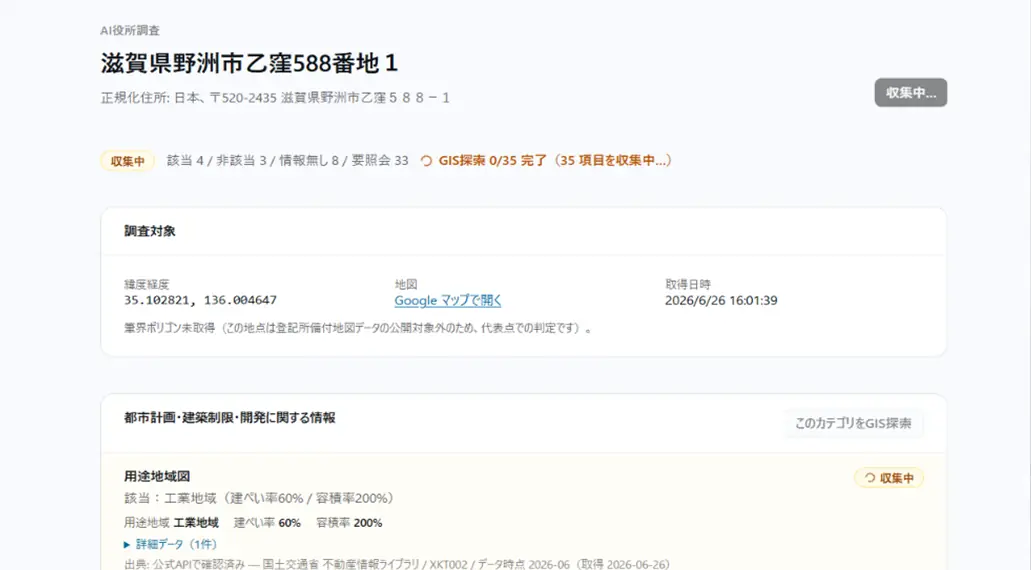 AI役所調査
滋賀県野洲市乙窪588番地１
正規化住所: 日本、〒520-2435 滋賀県野洲市乙窪５８８－１
収集中...
収集中 該当 4 / 非該当 3 / 情報無し 8 / 要照会 33 GIS探索 0/35 完了（35 項目を収集中...）
調査対象
緯度経度 地図 取得日時
35.102821, 136.004647 Google マップで開く 2026/6/26 16:01:39
筆界ポリゴン未取得（この地点は登記所備付地図データの公開対象外のため、代表点での判定です）。
都市計画・建築制限・開発に関する情報
このカテゴリをGIS探索
用途地域図
収集中
該当：工業地域（建ぺい率60% / 容積率200%）
用途地域 工業地域 建ぺい率 60% 容積率 200%
▶ 詳細データ（1件）
出典: 公式APIで確認済み — 国土交通省 不動産情報ライブラリ / XKT002 / データ時点 2026-06（取得 2026-06-26）